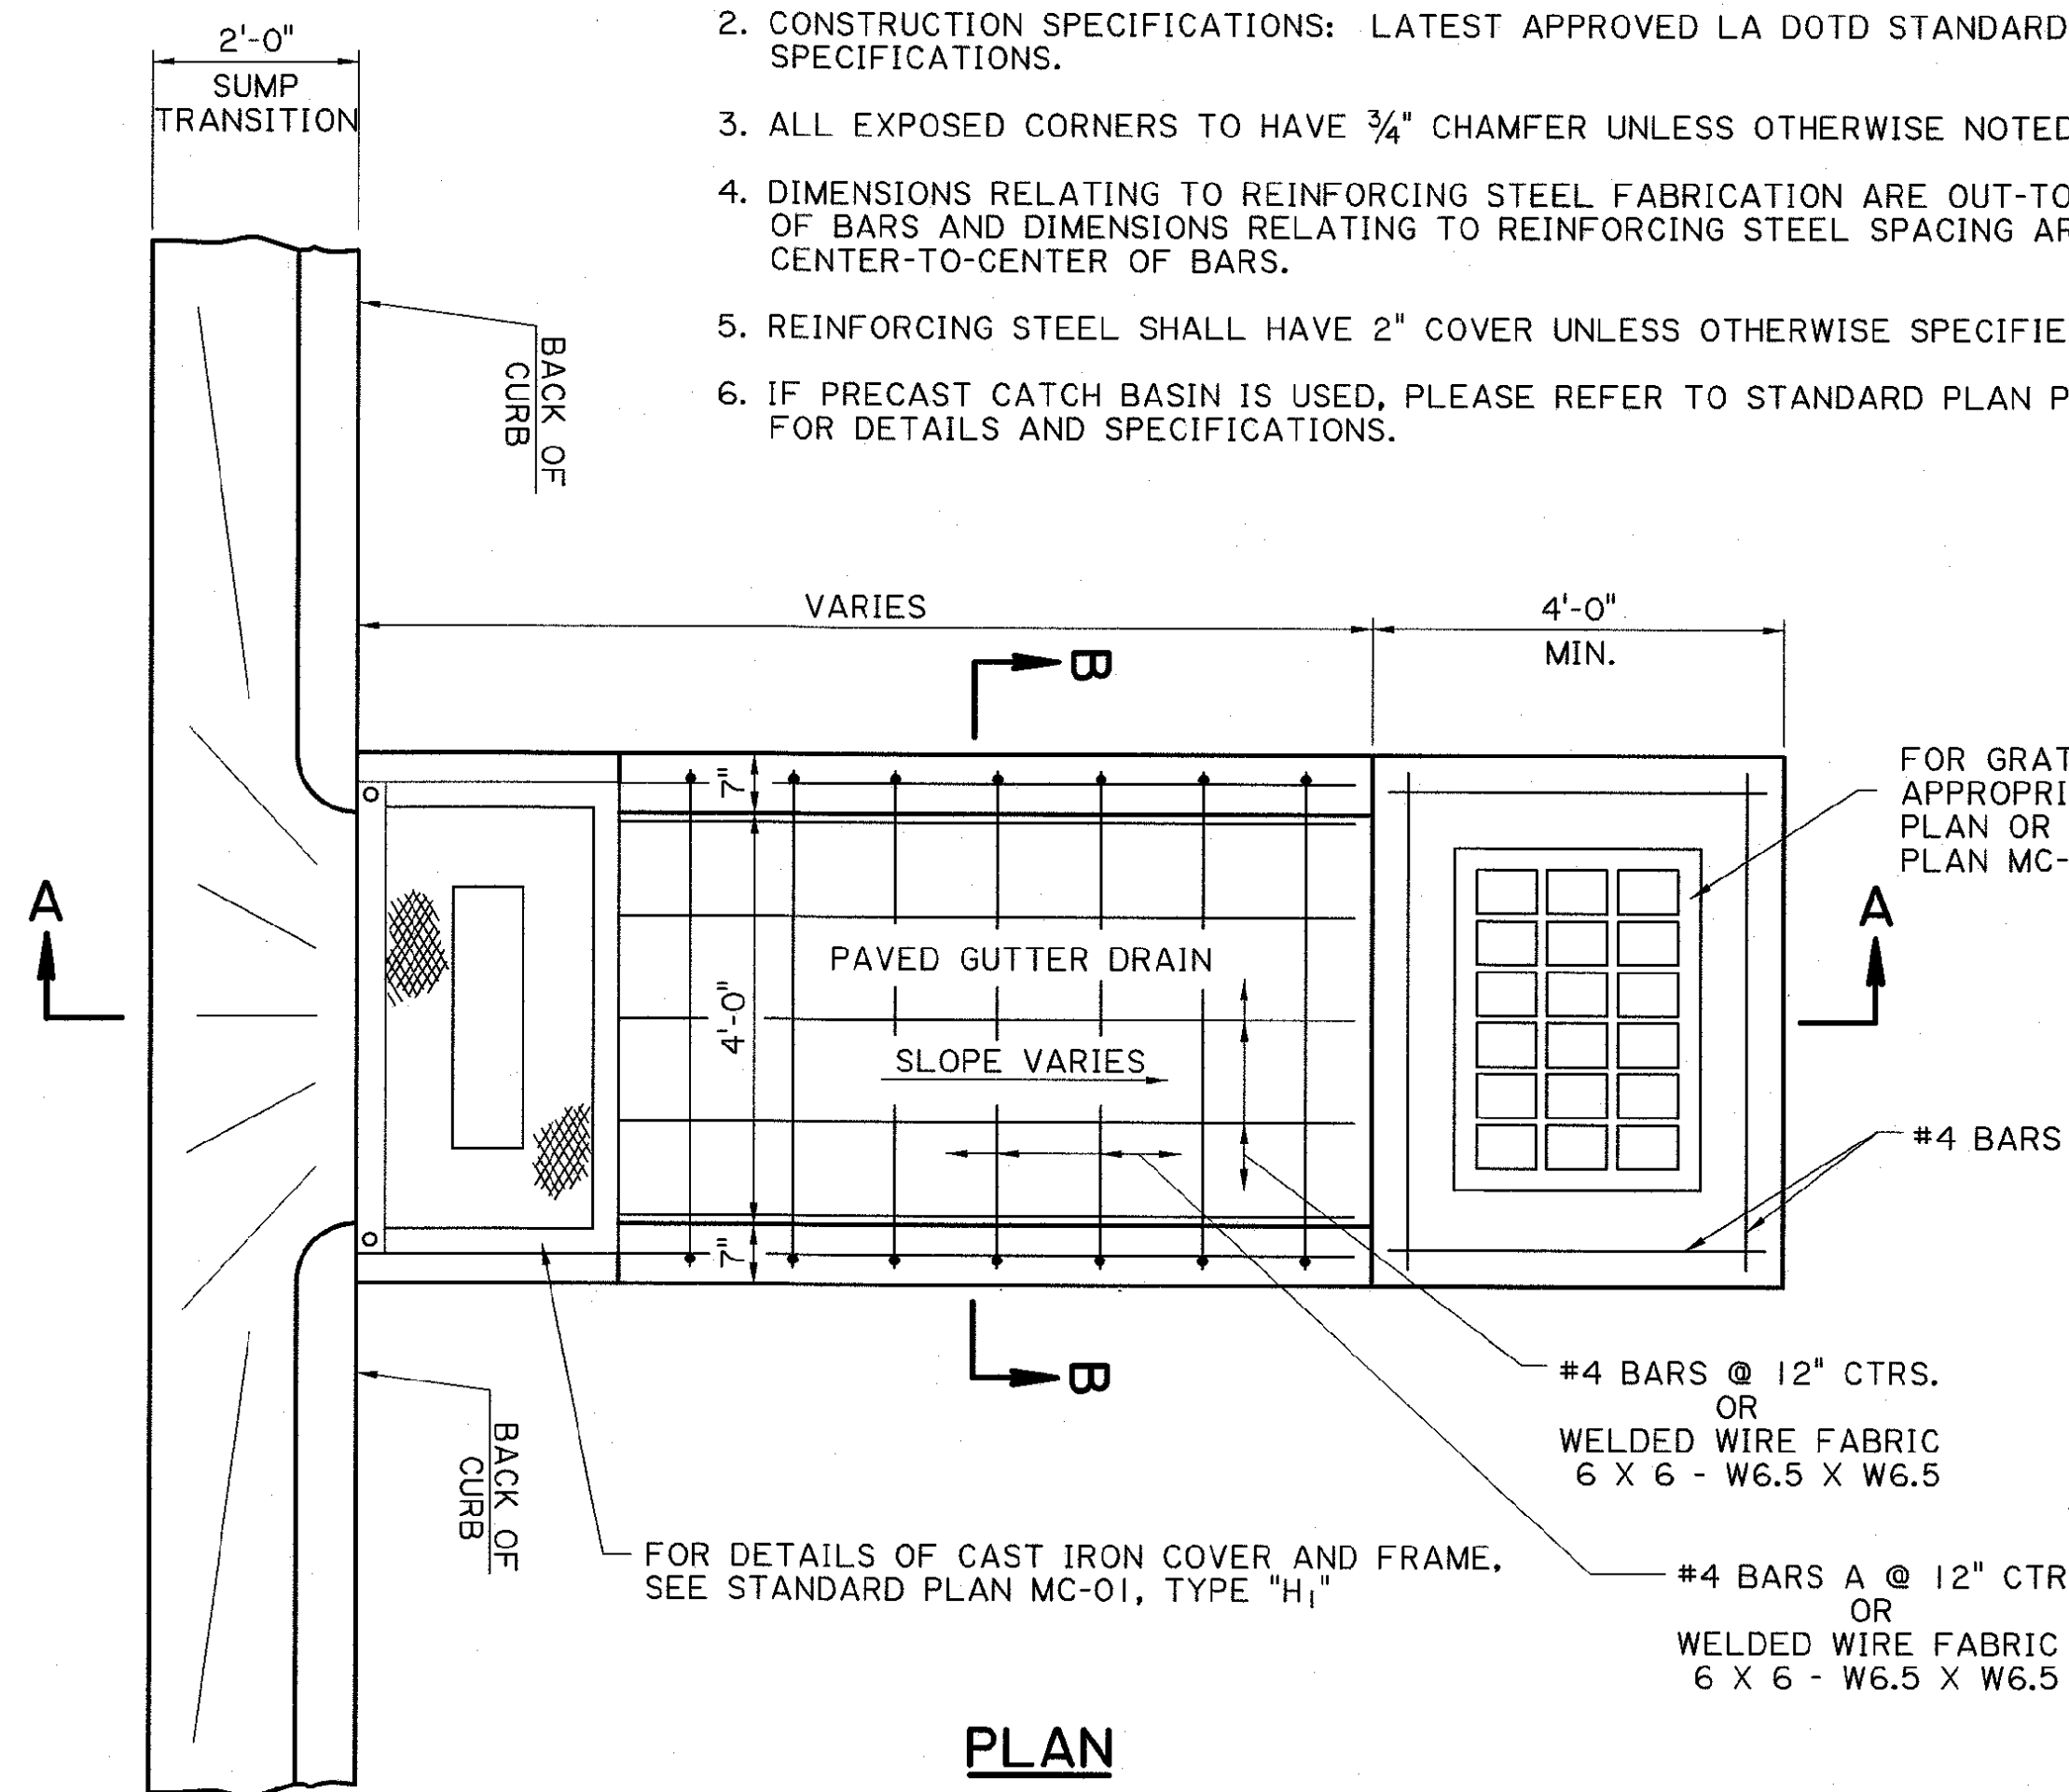 2. CONSTRUCTION SPECIFICATIONS: LATEST APPROVED LA DOTD STANDARD
SPECIFICATIONS.
3. ALL EXPOSED CORNERS TO HAVE ¾" CHAMFER UNLESS OTHERWISE NOTED
4. DIMENSIONS RELATING TO REINFORCING STEEL FABRICATION ARE OUT-TO
OF BARS AND DIMENSIONS RELATING TO REINFORCING STEEL SPACING AR
CENTER-TO-CENTER OF BARS.
5. REINFORCING STEEL SHALL HAVE 2" COVER UNLESS OTHERWISE SPECIFIE
6. IF PRECAST CATCH BASIN IS USED, PLEASE REFER TO STANDARD PLAN P
FOR DETAILS AND SPECIFICATIONS.
2'-0"
SUMP
TRANSITION
BACK OF
CURB
VARIES
4'-0"
MIN.
B
7"
FOR GRAT
APPROPRI
PLAN OR
PLAN MC-
A
A
PAVED GUTTER DRAIN
4'-0"
SLOPE VARIES
#4 BARS
7"
B
#4 BARS @ 12" CTRS.
OR
WELDED WIRE FABRIC
6 X 6 - W6.5 X W6.5
BACK OF
CURB
FOR DETAILS OF CAST IRON COVER AND FRAME,
SEE STANDARD PLAN MC-01, TYPE "H₁"
#4 BARS A @ 12" CTR
OR
WELDED WIRE FABRIC
6 X 6 - W6.5 X W6.5
PLAN